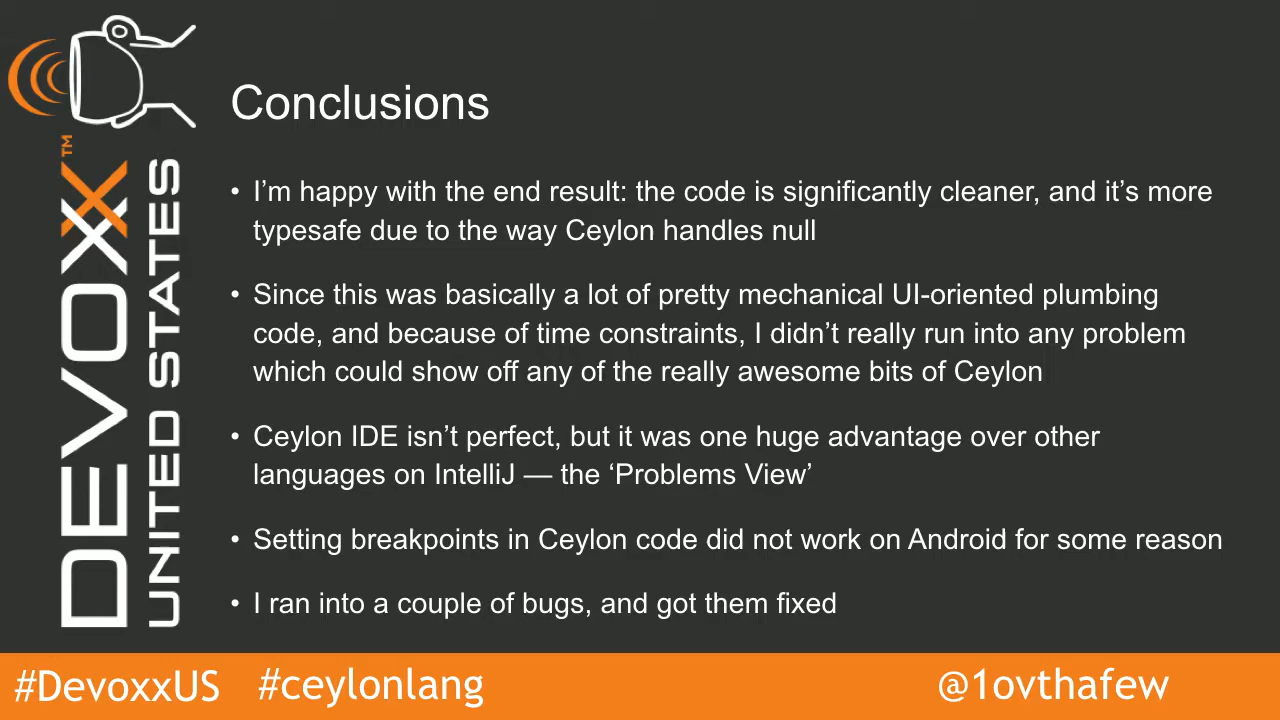 DEVOXX™
UNITED STATES
Conclusions
• I’m happy with the end result: the code is significantly cleaner, and it’s more
typesafe due to the way Ceylon handles null
• Since this was basically a lot of pretty mechanical UI-oriented plumbing
code, and because of time constraints, I didn’t really run into any problem
which could show off any of the really awesome bits of Ceylon
• Ceylon IDE isn’t perfect, but it was one huge advantage over other
languages on IntelliJ — the ‘Problems View’
• Setting breakpoints in Ceylon code did not work on Android for some reason
• I ran into a couple of bugs, and got them fixed
#DevoxxUS #ceylonlang @1ovthafew